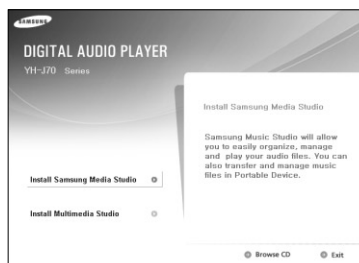 SAMSUNG
DIGITAL AUDIO PLAYER
YH-J70 Series
Install Samsung Media Studio
Install Multimedia Studio
Install Samsung Media Studio
Samsung Music Studio will allow
you to easily organize, manage
and play your audio files. You can
also transfer and manage music
files in Portable Device.
Browse CD
Exit